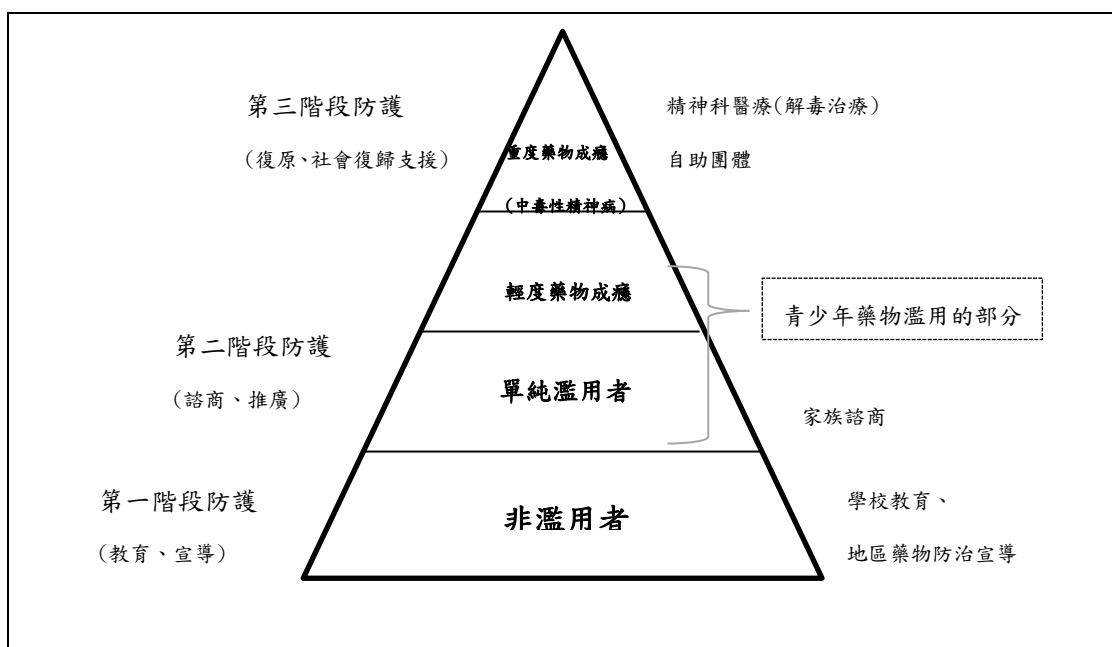 第三階段防護
(復原、社會復歸支援)
重度藥物成癮
(中毒性精神病)
精神科醫療(解毒治療)
自助團體
輕度藥物成癮
青少年藥物濫用的部分
第二階段防護
(諮商、推廣)
單純濫用者
家族諮商
第一階段防護
(教育、宣導)
非濫用者
學校教育、
地區藥物防治宣導